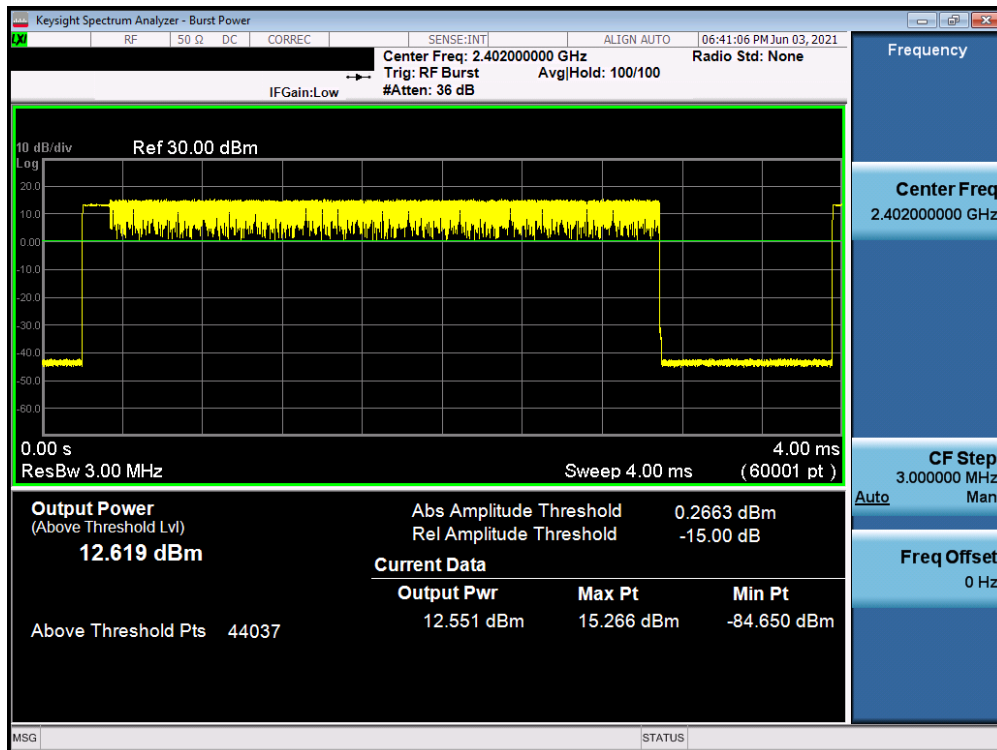 Keysight Spectrum Analyzer - Burst Power
LXI RF 50 Ω DC CORREC SENSE:INT ALIGN AUTO 06:41:06 PM Jun 03, 2021
Center Freq: 2.402000000 GHz Radio Std: None
Trig: RF Burst Avg|Hold: 100/100
IFGain:Low #Atten: 36 dB
10 dB/div Ref 30.00 dBm
Log
20.0
10.0
0.00
-10.0
-20.0
-30.0
-40.0
-50.0
-60.0
0.00 s 4.00 ms
ResBw 3.00 MHz Sweep 4.00 ms (60001 pt)
Output Power
(Above Threshold Lvl)
12.619 dBm
Above Threshold Pts 44037
Abs Amplitude Threshold 0.2663 dBm
Rel Amplitude Threshold -15.00 dB
Current Data
Output Pwr Max Pt Min Pt
12.551 dBm 15.266 dBm -84.650 dBm
Frequency
Center Freq
2.402000000 GHz
CF Step
3.000000 MHz
Auto Man
Freq Offset
0 Hz
MSG STATUS